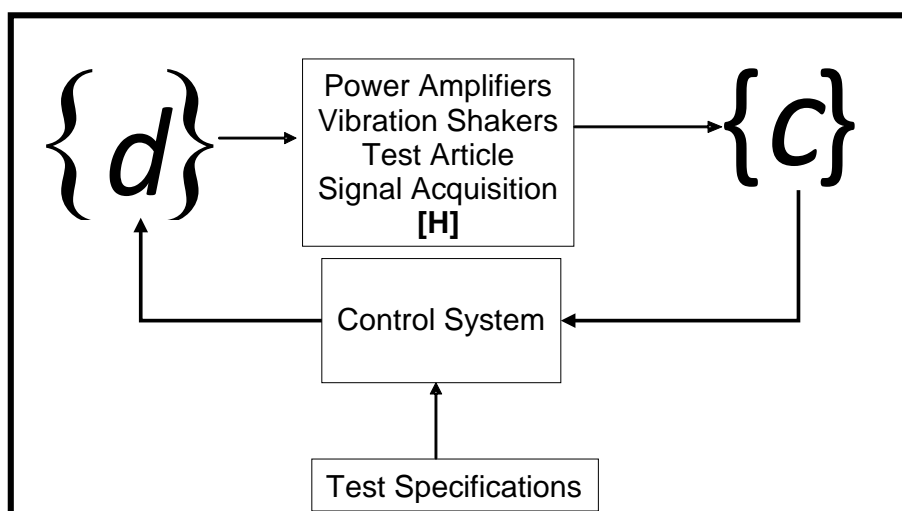 {d}
Power Amplifiers
Vibration Shakers
Test Article
Signal Acquisition
[H]
{c}
Control System
Test Specifications